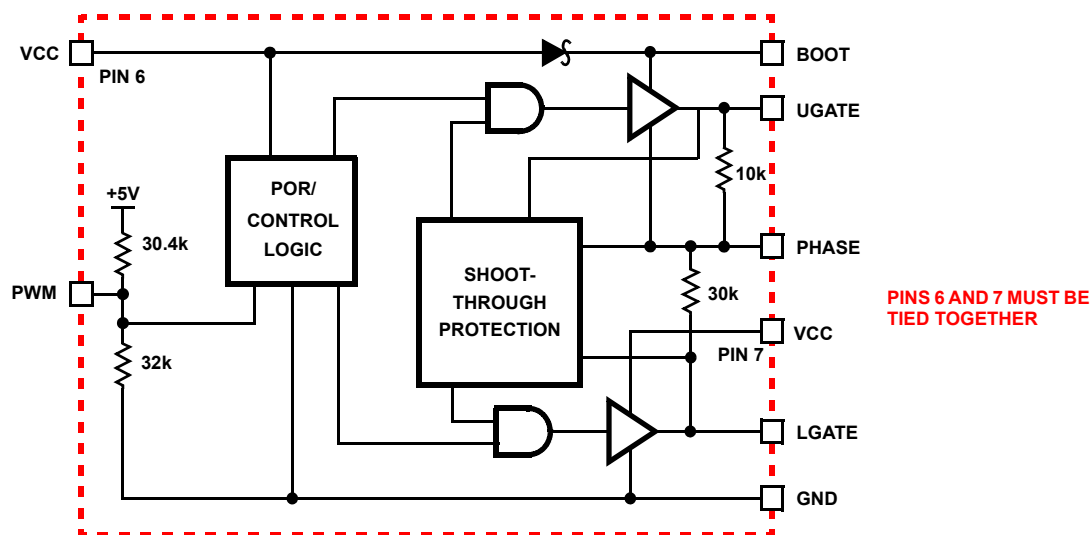 VCC
PIN 6
BOOT
UGATE
10k
POR/
CONTROL
LOGIC
+5V
30.4k
PWM
32k
SHOOT-
THROUGH
PROTECTION
PHASE
30k
VCC
PIN 7
LGATE
GND
PINS 6 AND 7 MUST BE
TIED TOGETHER